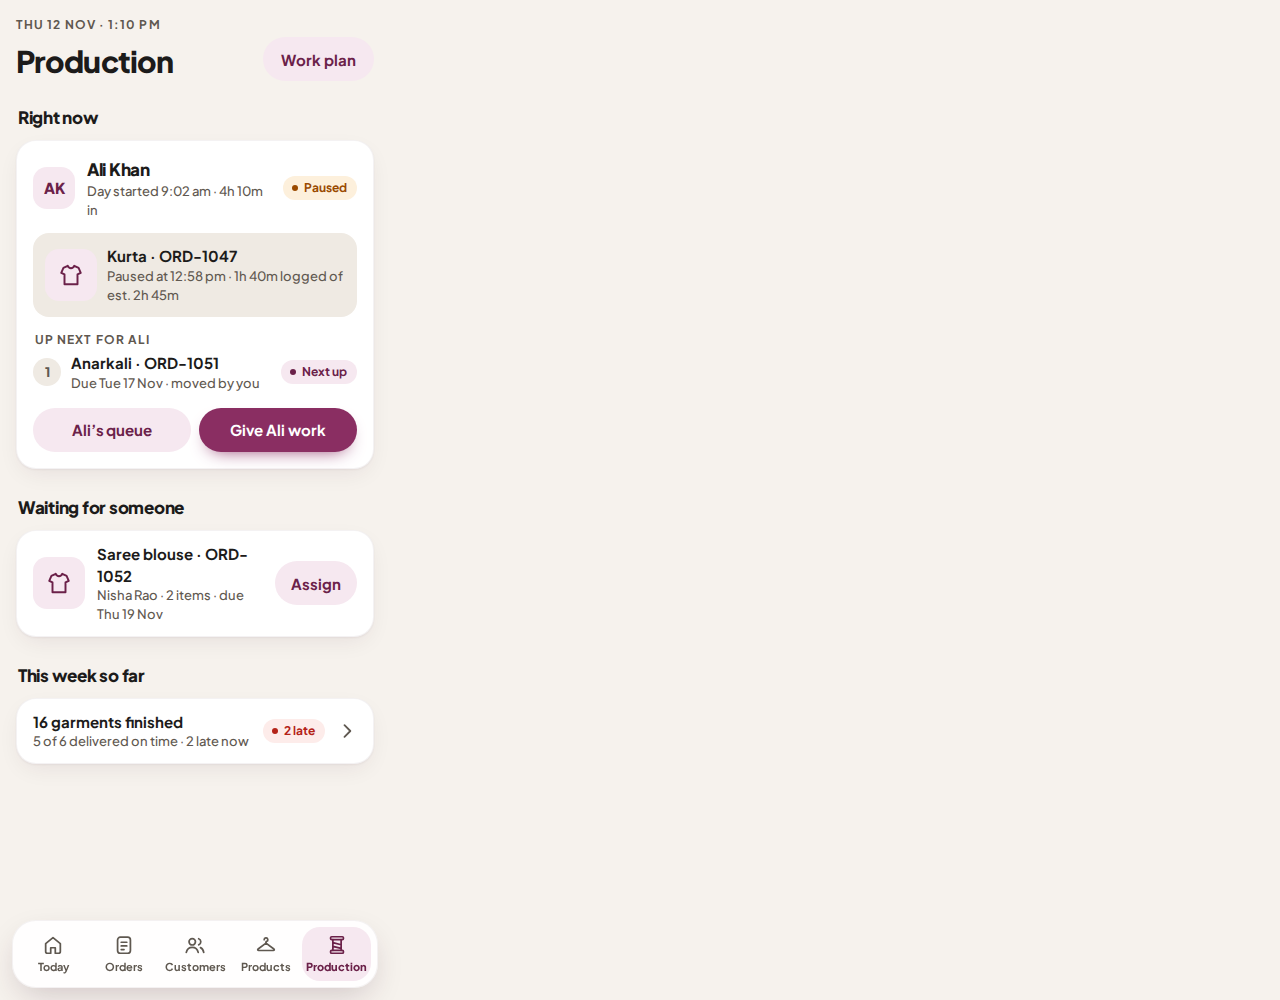 THU 12 NOV · 1:10 PM
Production
Work plan
Right now
AK
Ali Khan
Day started 9:02 am · 4h 10m
in
Paused
Kurta · ORD-1047
Paused at 12:58 pm · 1h 40m logged of
est. 2h 45m
UP NEXT FOR ALI
1
Anarkali · ORD-1051
Due Tue 17 Nov · moved by you
Next up
Ali’s queue
Give Ali work
Waiting for someone
Saree blouse · ORD-
1052
Nisha Rao · 2 items · due
Thu 19 Nov
Assign
This week so far
16 garments finished
5 of 6 delivered on time · 2 late now
2 late
Today
Orders
Customers
Products
Production